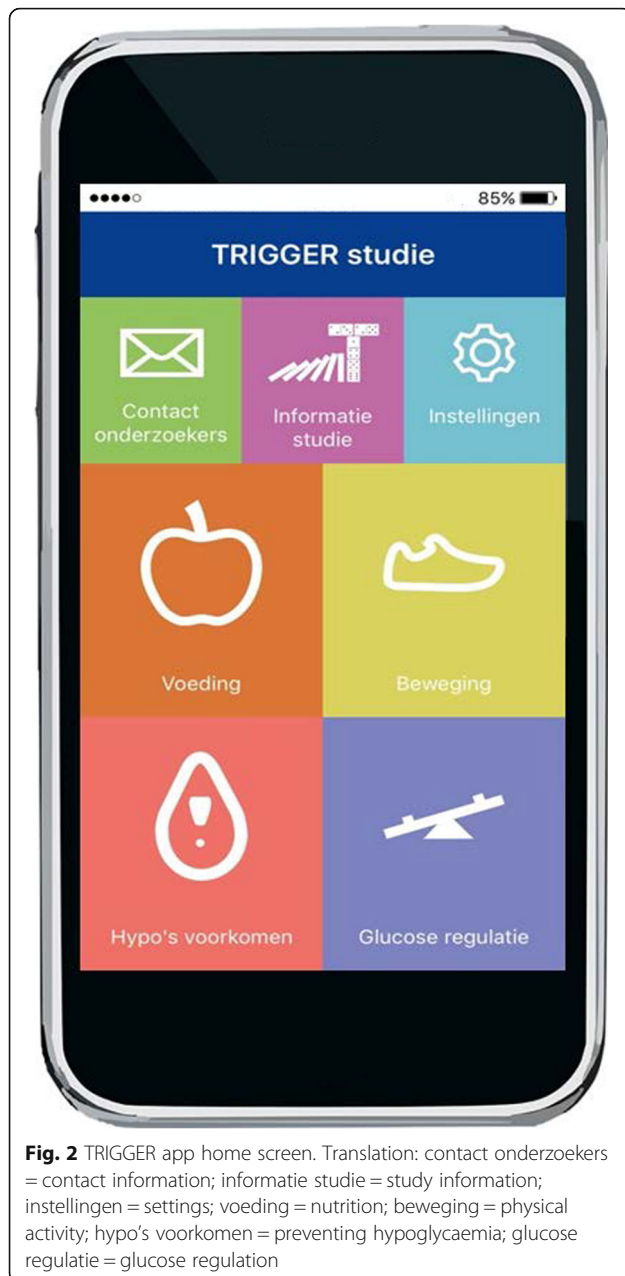 85%
TRIGGER studie
Contact
onderzoekers
Informatie
studie
Instellingen
Voeding
Beweging
Hypo's voorkomen
Glucose regulatie
Fig. 2 TRIGGER app home screen. Translation: contact onderzoekers
= contact information; informatie studie = study information;
instellingen = settings; voeding = nutrition; beweging = physical
activity; hypo's voorkomen = preventing hypoglycaemia; glucose
regulatie = glucose regulation